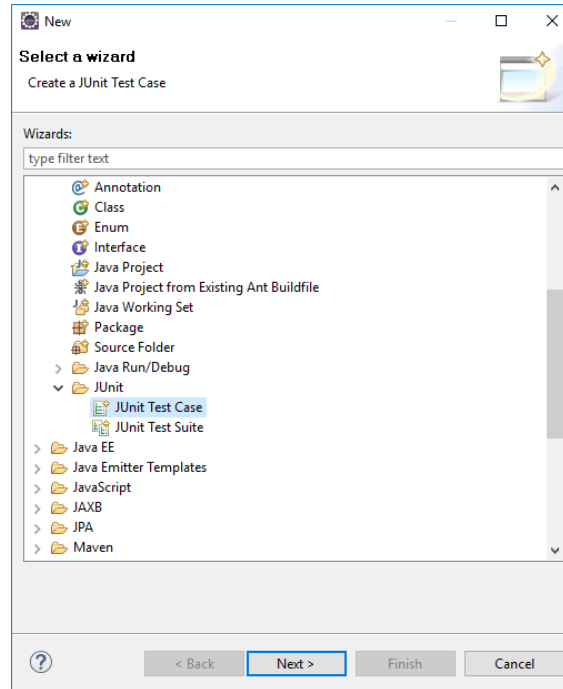 New
Select a wizard
Create a JUnit Test Case
Wizards:
type filter text
Annotation
Class
Enum
Interface
Java Project
Java Project from Existing Ant Buildfile
Java Working Set
Package
Source Folder
Java Run/Debug
JUnit
JUnit Test Case
JUnit Test Suite
Java EE
Java Emitter Templates
JavaScript
JAXB
JPA
Maven
? < Back Next > Finish Cancel